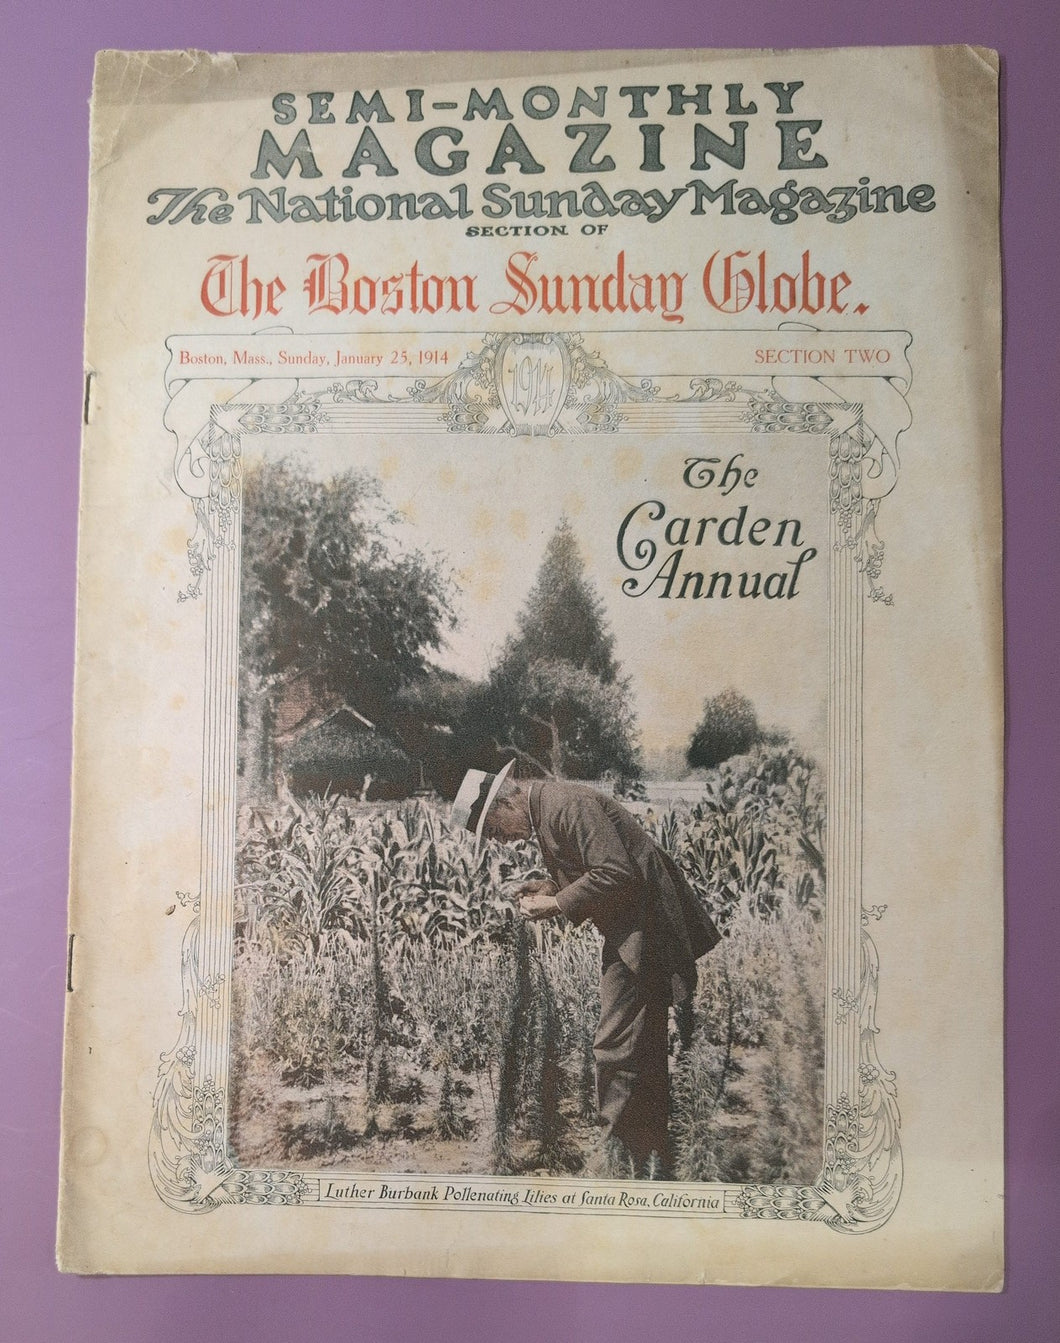 SEMI-MONTHLY
MAGAZINE
The National Sunday Magazine
SECTION OF
The Boston Sunday Globe.
Boston, Mass., Sunday, January 25, 1914
1914
SECTION TWO
The
Garden
Annual
Luther Burbank Pollenating Lilies at Santa Rosa, California